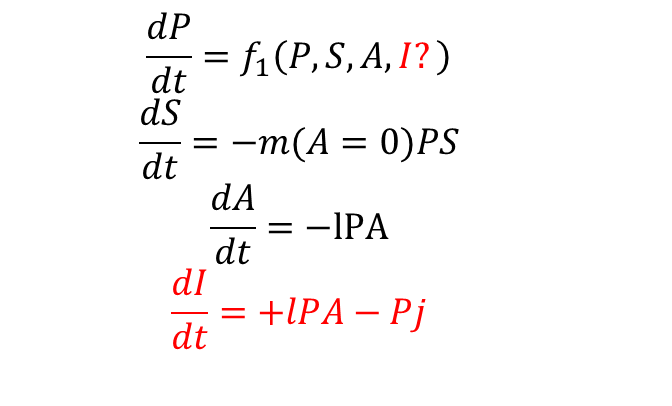 dP/dt = f₁(P, S, A, I?)
dS/dt = −m(A = 0)PS
dA/dt = −lPA
dI/dt = +lPA − Pj